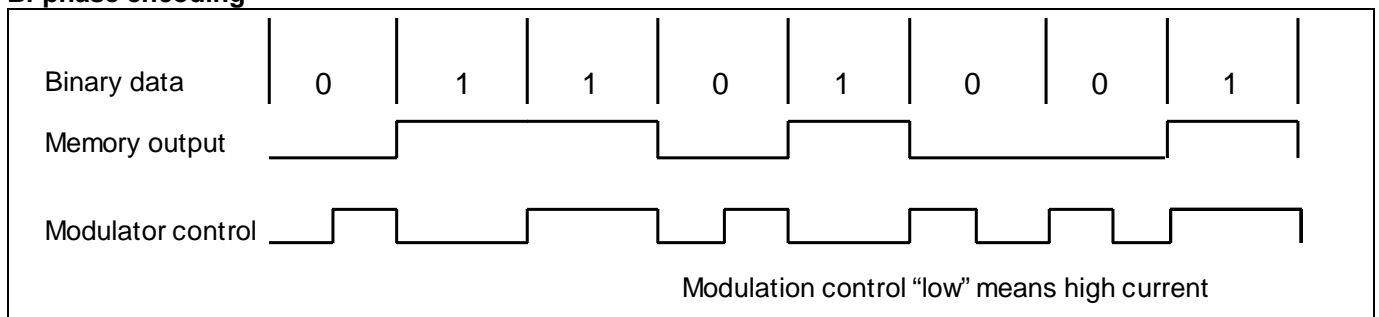 Bi-phase encoding
Binary data 0 1 1 0 1 0 0 1
Memory output
Modulator control
Modulation control “low” means high current